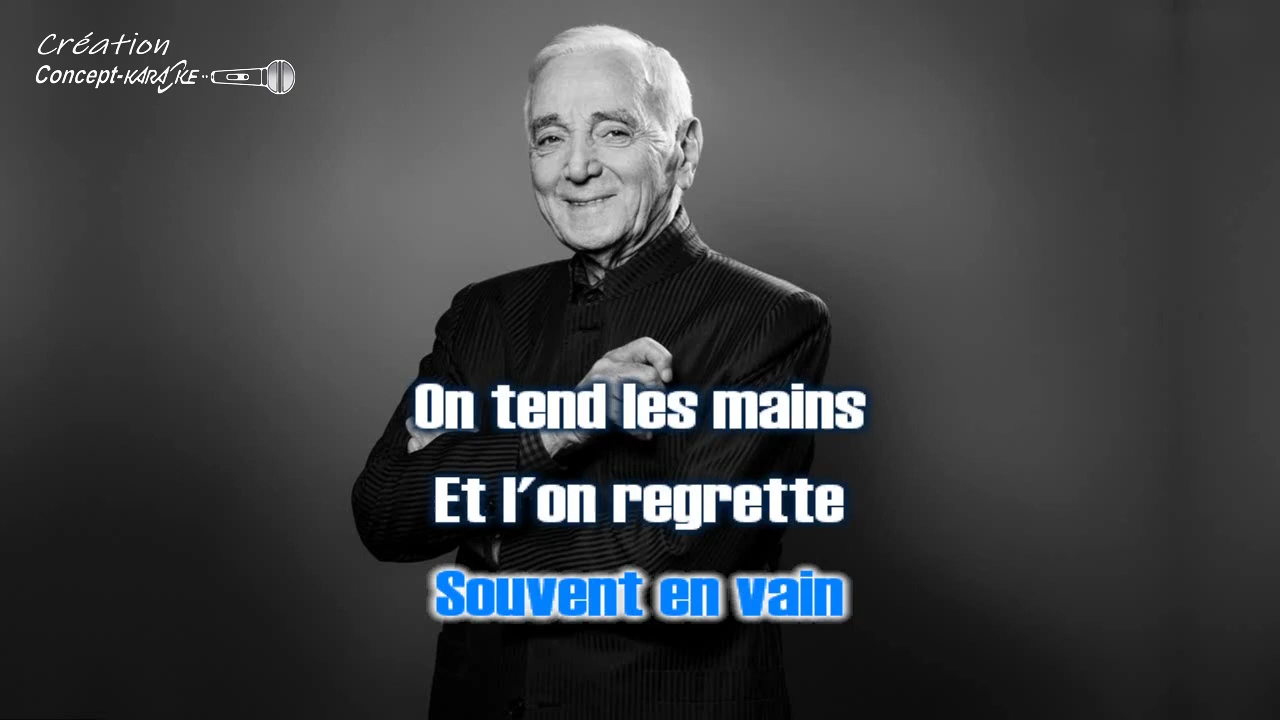 Création
Concept-KARAOKE
On tend les mains
Et l'on regrette
Souvent en vain